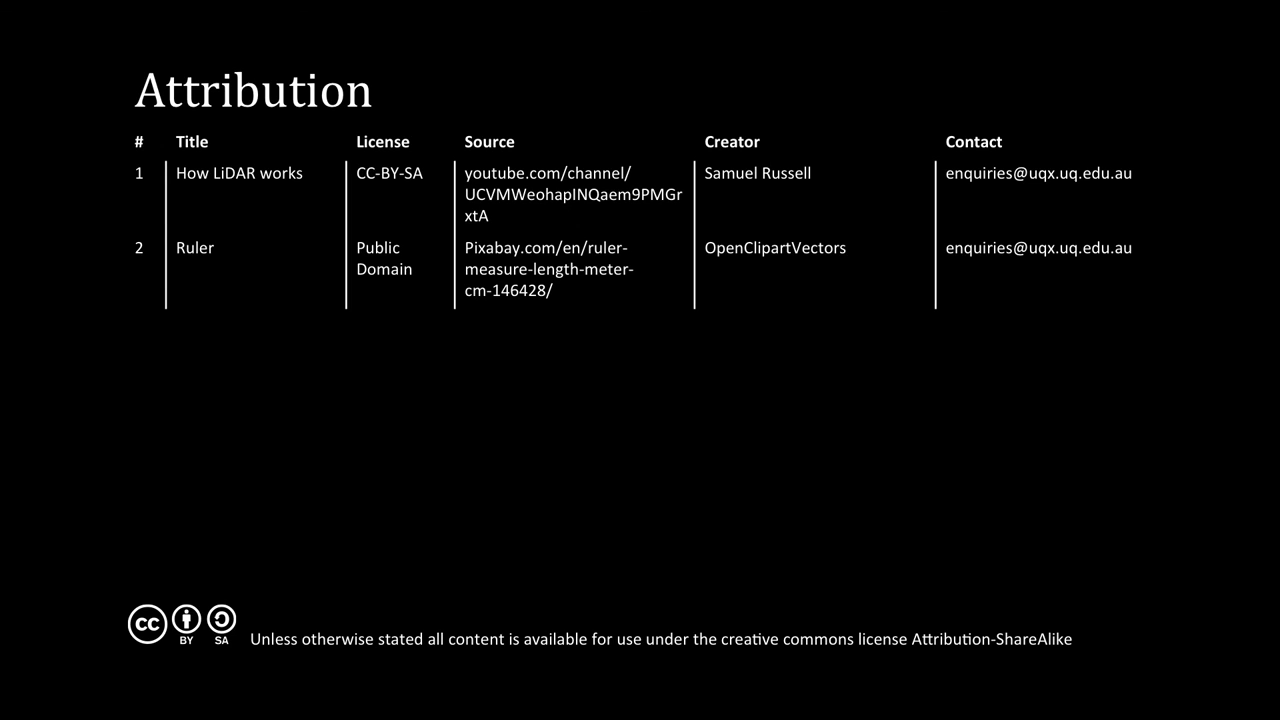 Attribution
# Title License Source Creator Contact
1 How LiDAR works CC-BY-SA youtube.com/channel/ Samuel Russell enquiries@uqx.uq.edu.au
UCVMWeohapINQaem9PMGr
xtA
2 Ruler Public Pixabay.com/en/ruler- OpenClipartVectors enquiries@uqx.uq.edu.au
Domain measure-length-meter-
cm-146428/
cc BY SA Unless otherwise stated all content is available for use under the creative commons license Attribution-ShareAlike